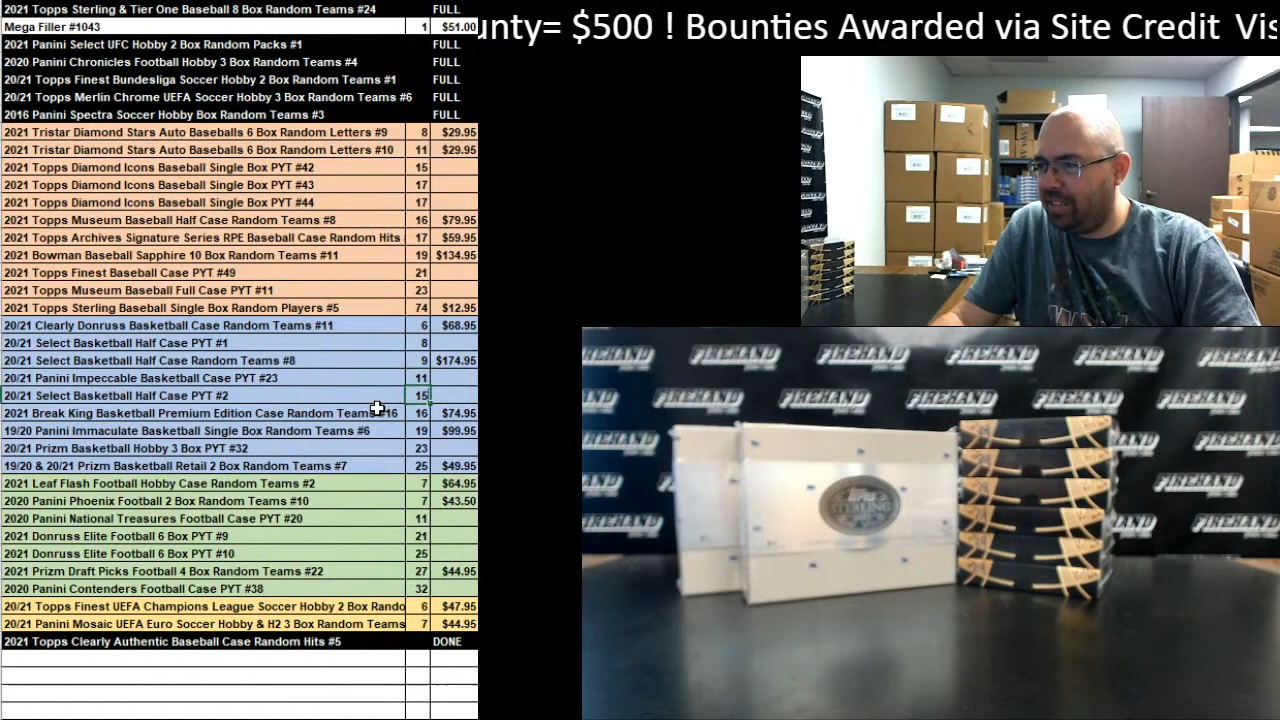 2021 Topps Sterling & Tier One Baseball 8 Box Random Teams #24 FULL
Mega Filler #1043 1 $51.00
2021 Panini Select UFC Hobby 2 Box Random Packs #1 FULL
2020 Panini Chronicles Football Hobby 3 Box Random Teams #4 FULL
20/21 Topps Finest Bundesliga Soccer Hobby 2 Box Random Teams #1 FULL
20/21 Topps Merlin Chrome UEFA Soccer Hobby 3 Box Random Teams #6 FULL
2016 Panini Spectra Soccer Hobby Box Random Teams #3 FULL
2021 Tristar Diamond Stars Auto Baseballs 6 Box Random Letters #9 8 $29.95
2021 Tristar Diamond Stars Auto Baseballs 6 Box Random Letters #10 11 $29.95
2021 Topps Diamond Icons Baseball Single Box PYT #42 15
2021 Topps Diamond Icons Baseball Single Box PYT #43 17
2021 Topps Diamond Icons Baseball Single Box PYT #44 17
2021 Topps Museum Baseball Half Case Random Teams #8 16 $79.95
2021 Topps Archives Signature Series RPE Baseball Case Random Hits 17 $59.95
2021 Bowman Baseball Sapphire 10 Box Random Teams #11 19 $134.95
2021 Topps Finest Baseball Case PYT #49 21
2021 Topps Museum Baseball Full Case PYT #11 23
2021 Topps Sterling Baseball Single Box Random Players #5 74 $12.95
20/21 Clearly Donruss Basketball Case Random Teams #11 6 $68.95
20/21 Select Basketball Half Case PYT #1 8
20/21 Select Basketball Half Case Random Teams #8 9 $174.95
20/21 Panini Impeccable Basketball Case PYT #23 11
20/21 Select Basketball Half Case PYT #2 15
2021 Break King Basketball Premium Edition Case Random Teams #16 16 $74.95
19/20 Panini Immaculate Basketball Single Box Random Teams #6 19 $99.95
20/21 Prizm Basketball Hobby 3 Box PYT #32 23
19/20 & 20/21 Prizm Basketball Retail 2 Box Random Teams #7 25 $49.95
2021 Leaf Flash Football Hobby Case Random Teams #2 7 $64.95
2020 Panini Phoenix Football 2 Box Random Teams #10 7 $43.50
2020 Panini National Treasures Football Case PYT #20 11
2021 Donruss Elite Football 6 Box PYT #9 21
2021 Donruss Elite Football 6 Box PYT #10 25
2021 Prizm Draft Picks Football 4 Box Random Teams #22 27 $44.95
2020 Panini Contenders Football Case PYT #38 32
20/21 Topps Finest UEFA Champions League Soccer Hobby 2 Box Rando 6 $47.95
20/21 Panini Mosaic UEFA Euro Soccer Hobby & H2 3 Box Random Teams 7 $44.95
2021 Topps Clearly Authentic Baseball Case Random Hits #5 DONE
unty= $500 ! Bounties Awarded via Site Credit Vis
FIREHAND
FIREHAND
FIREHAND
FIREHAND
FIREHAND
FIREHAND
STERLING